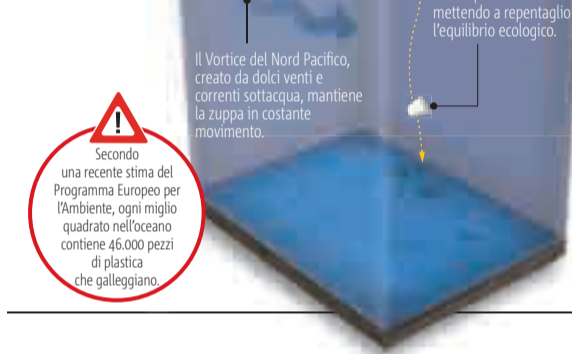 mettendo a repentaglio
l'equilibrio ecologico.
Il Vortice del Nord Pacifico,
creato da dolci venti e
correnti sottacqua, mantiene
la zuppa in costante
movimento.
!
Secondo
una recente stima del
Programma Europeo per
l'Ambiente, ogni miglio
quadrato nell'oceano
contiene 46.000 pezzi
di plastica
che galleggiano.